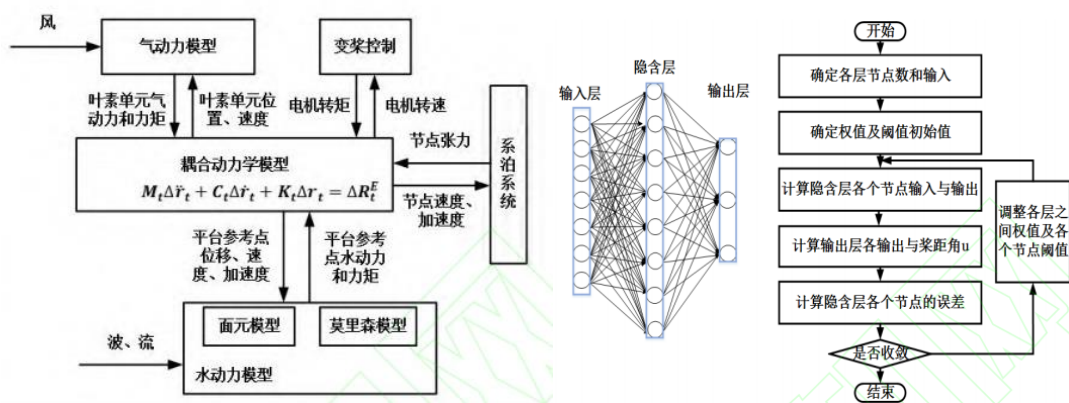 风
气动力模型
变桨控制
叶素单元气
动力和力矩
叶素单元位
置、速度
电机转矩
电机转速
耦合动力学模型
M_tΔr̈_t + C_tΔṙ_t + K_tΔr_t = ΔR_t^E
节点张力
节点速度、
加速度
系
泊
系
统
平台参考点
位移、速
度、加速度
平台参考
点水动力
和力矩
波、流
面元模型
莫里森模型
水动力模型
输入层
隐含层
输出层
开始
确定各层节点数和输入
确定权值及阈值初始值
计算隐含层各个节点输入与输出
计算输出层各输出与桨距角u
计算隐含层各个节点的误差
是否收敛
结束
调整各层之
间权值及各
个节点阈值